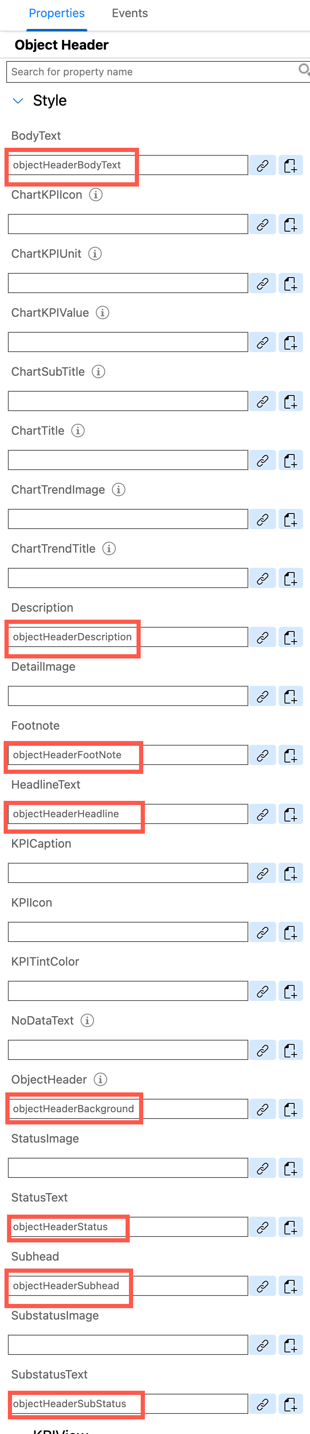 Properties Events
Object Header
Search for property name
Style
BodyText
objectHeaderBodyText
ChartKPIIcon
ChartKPIUnit
ChartKPIValue
ChartSubTitle
ChartTitle
ChartTrendImage
ChartTrendTitle
Description
objectHeaderDescription
DetailImage
Footnote
objectHeaderFootNote
HeadlineText
objectHeaderHeadline
KPICaption
KPIIcon
KPITintColor
NoDataText
ObjectHeader
objectHeaderBackground
StatusImage
StatusText
objectHeaderStatus
Subhead
objectHeaderSubhead
SubstatusImage
SubstatusText
objectHeaderSubStatus
KPIView